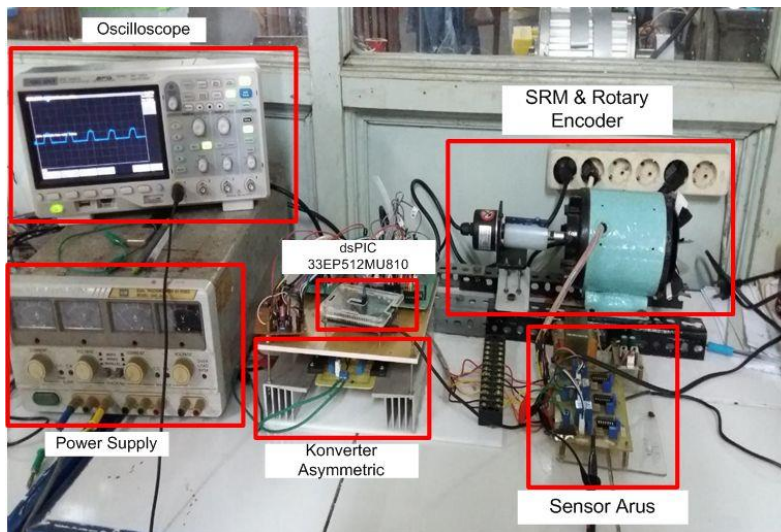 Oscilloscope
SRM & Rotary
Encoder
dsPIC
33EP512MU810
Power Supply
Konverter
Asymmetric
Sensor Arus